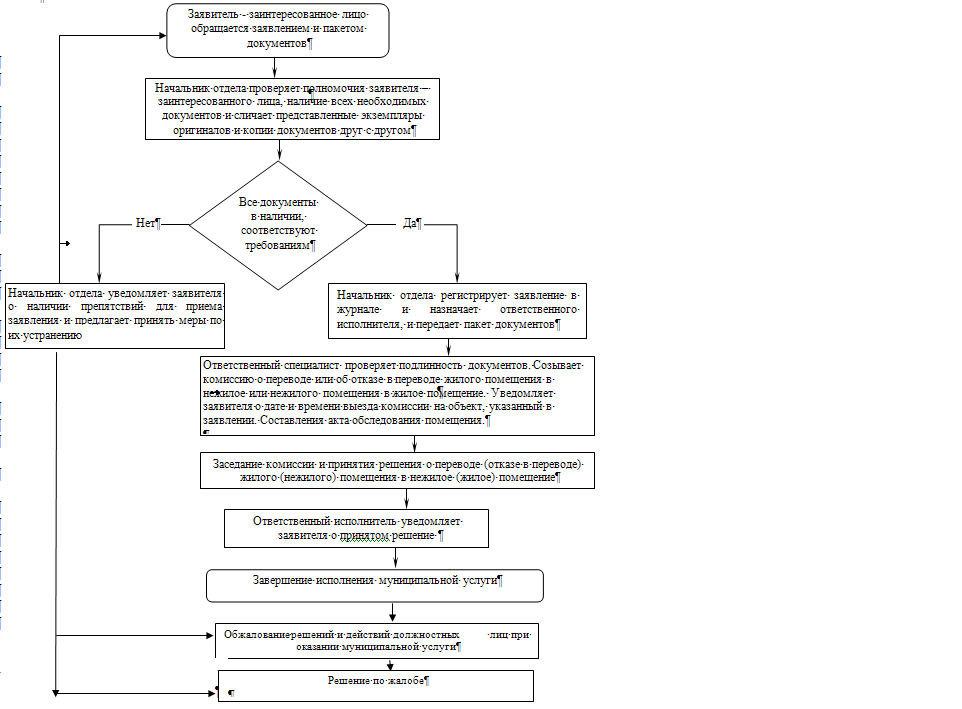 Заявитель - заинтересованное лицо
обращается заявлением и пакетом
документов¶
Начальник отдела проверяет полномочия заявителя –
заинтересованного лица, наличие всех необходимых
документов и сличает представленные экземпляры
оригиналов и копии документов друг с другом¶
Все документы
в наличии,
соответствуют
требованиям¶
Нет¶
Да¶
Начальник отдела уведомляет заявителя
о наличии препятствий для приема
заявления и предлагает принять меры по
их устранению
Начальник отдела регистрирует заявление в
журнале и назначает ответственного
исполнителя, и передает пакет документов¶
Ответственный специалист проверяет подлинность документов. Созывает
комиссию о переводе или об отказе в переводе жилого помещения в
нежилое или нежилого помещения в жилое помещение. Уведомляет
заявителя о дате и времени выезда комиссии на объект, указанный в
заявлении. Составления акта обследования помещения.¶
¶
Заседание комиссии и принятия решения о переводе (отказе в переводе)
жилого (нежилого) помещения в нежилое (жилое) помещение¶
Ответственный исполнитель уведомляет
заявителя о принятом решение ¶
Завершение исполнения муниципальной услуги¶
Обжалование решений и действий должностных лиц при
оказании муниципальной услуги¶
Решение по жалобе¶
¶